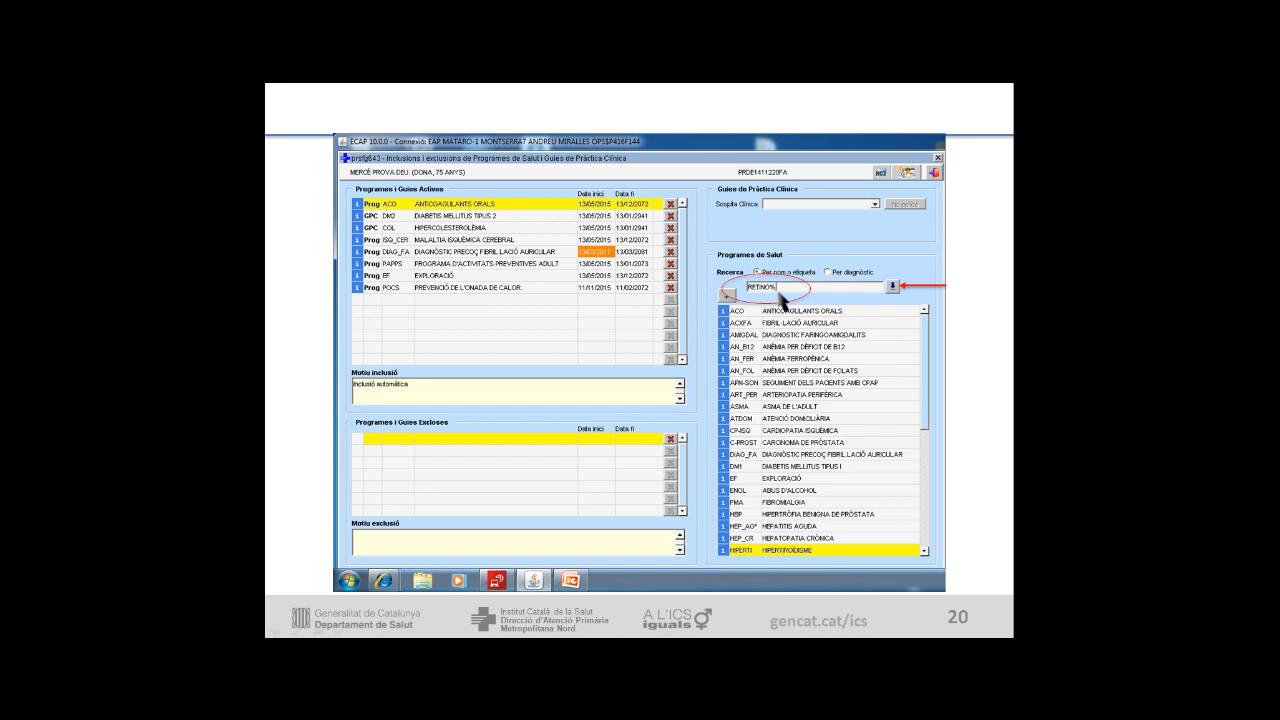 ECAP 10.0.0 - Connexió: EAP MATARO-1 MONTSERRAT ANDREU MIRALLES OPS$P416F144
prsfg643 - Inclusions i exclusions de Programes de Salut i Guies de Pràctica Clínica
MERCÈ PROVA DEU (DONA, 75 ANYS) PRDE1411220FA
Programes i Guies Actives
Data inici Data fi
Prog ACO ANTICOAGULANTS ORALS 13/05/2015 13/12/2072
GPC DM2 DIABETIS MELLITUS TIPUS 2 13/05/2015 13/01/2941
GPC COL HIPERCOLESTEROLÈMIA 13/05/2015 13/01/2941
Prog ISQ_CER MALALTIA ISQUÈMICA CEREBRAL 13/05/2015 13/12/2072
Prog DIAG_FA DIAGNÒSTIC PRECOÇ FIBRIL.LACIÓ AURICULAR 13/03/2017 13/03/2081
Prog PAPPS PROGRAMA D'ACTIVITATS PREVENTIVES ADULT 13/05/2015 13/01/2073
Prog EF EXPLORACIÓ 13/05/2015 13/12/2072
Prog POCS PREVENCIÓ DE L'ONADA DE CALOR. 11/11/2015 11/02/2072
Motiu inclusió
Inclusió automàtica
Programes i Guies Excloses
Data inici Data fi
Motiu exclusió
Guies de Pràctica Clínica
Sospita Clínica:
No aplica
Programes de Salut
Recerca Per nom o etiqueta Per diagnòstic
RETINO%
ACO ANTICOAGULANTS ORALS
ACXFA FIBRIL·LACIÓ AURICULAR
AMIGDAL DIAGNOSTIC FARINGOAMIGDALITS
AN_B12 ANÈMIA PER DÈFICIT DE B12
AN_FER ANÈMIA FERROPÈNICA
AN_FOL ANÈMIA PER DÈFICIT DE FOLATS
APN-SON SEGUIMENT DELS PACIENTS AMB CPAP
ART_PER ARTERIOPATIA PERIFÈRICA
ASMA ASMA DE L'ADULT
ATDOM ATENCIÓ DOMICILIÀRIA
CP-ISQ CARDIOPATIA ISQUÈMICA
C-PROST CARCINOMA DE PRÒSTATA
DIAG_FA DIAGNÒSTIC PRECOÇ FIBRIL.LACIÓ AURICULAR
DM1 DIABETIS MELLITUS TIPUS I
EF EXPLORACIÓ
ENOL ABUS D'ALCOHOL
FMA FIBROMIALGIA
HBP HIPERTRÒFIA BENIGNA DE PRÒSTATA
HEP_AG* HEPATITIS AGUDA
HEP_CR HEPATOPATIA CRÒNICA
HIPERTI HIPERTIROÏDISME
Generalitat de Catalunya
Departament de Salut
Institut Català de la Salut
Direcció d'Atenció Primària
Metropolitana Nord
A L'ICS
iguals
gencat.cat/ics
20